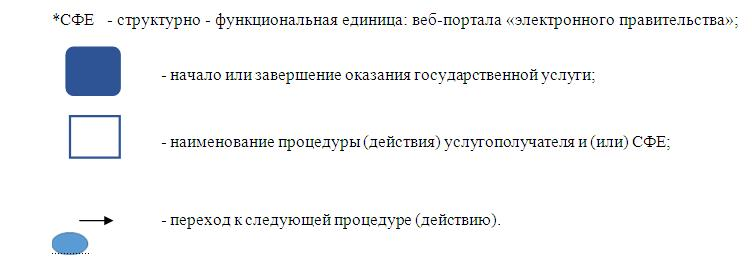 *СФЕ - структурно - функциональная единица: веб-портала «электронного правительства»;
- начало или завершение оказания государственной услуги;
- наименование процедуры (действия) услугополучателя и (или) СФЕ;
- переход к следующей процедуре (действию).